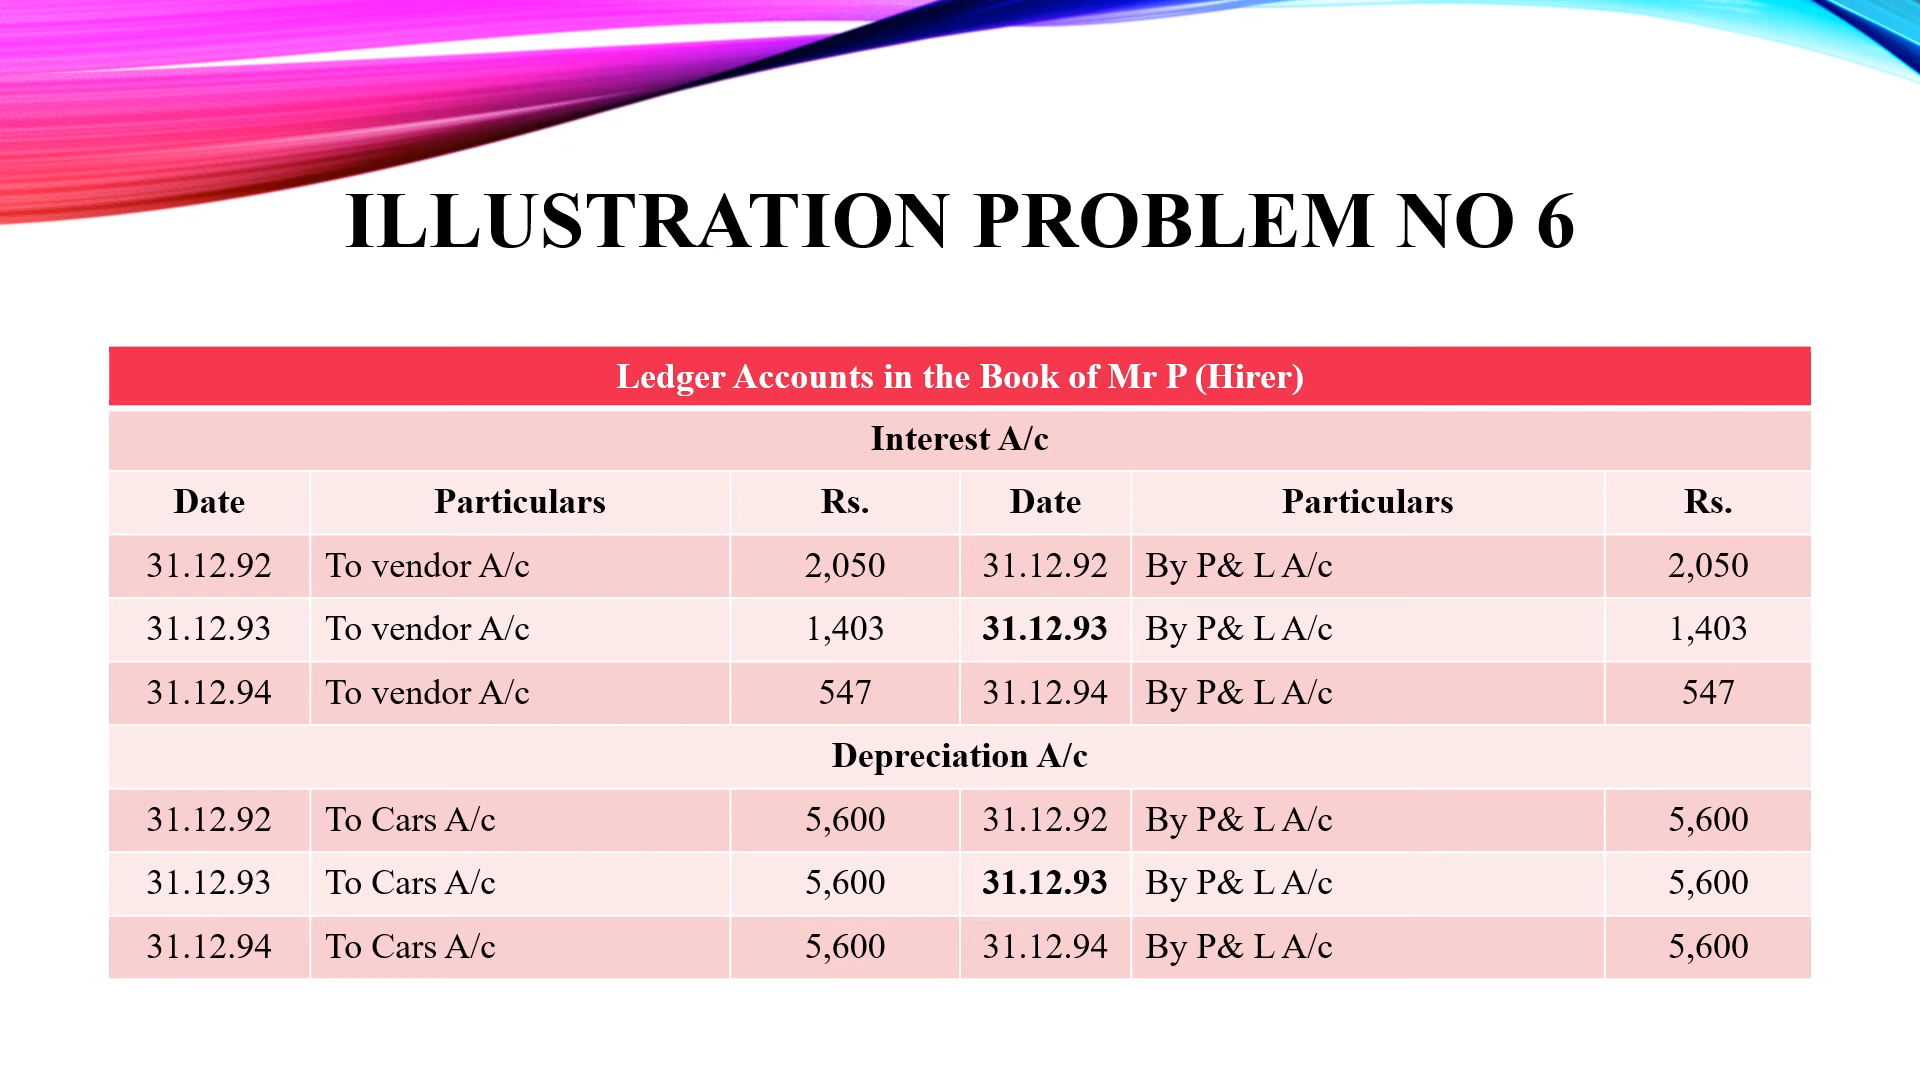 ILLUSTRATION PROBLEM NO 6
Ledger Accounts in the Book of Mr P (Hirer)
Interest A/c
Date Particulars Rs. Date Particulars Rs.
31.12.92 To vendor A/c 2,050 31.12.92 By P& L A/c 2,050
31.12.93 To vendor A/c 1,403 31.12.93 By P& L A/c 1,403
31.12.94 To vendor A/c 547 31.12.94 By P& L A/c 547
Depreciation A/c
31.12.92 To Cars A/c 5,600 31.12.92 By P& L A/c 5,600
31.12.93 To Cars A/c 5,600 31.12.93 By P& L A/c 5,600
31.12.94 To Cars A/c 5,600 31.12.94 By P& L A/c 5,600